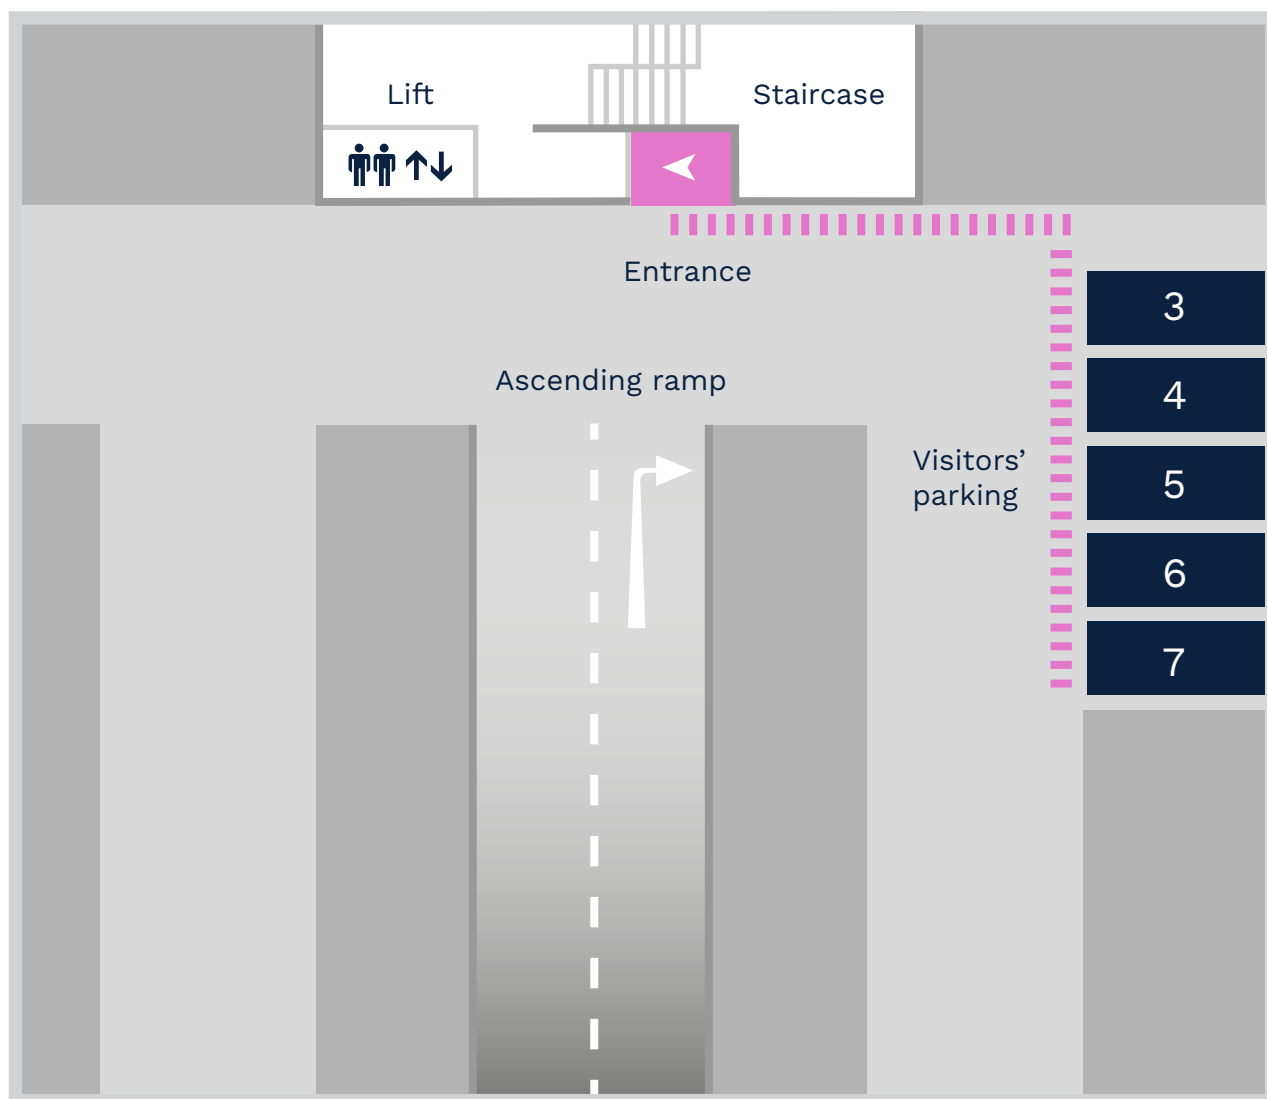 Lift
Staircase
Entrance
Ascending ramp
Visitors’
parking
3
4
5
6
7